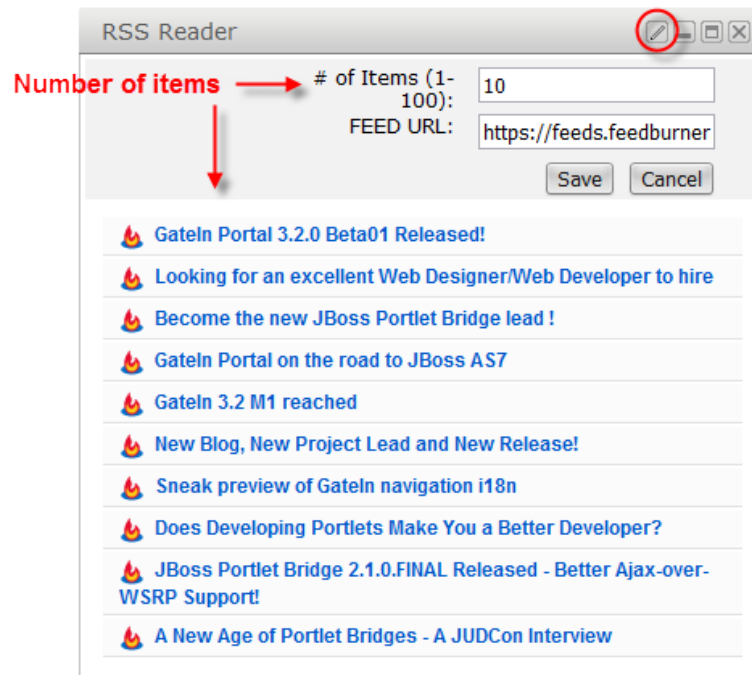 RSS Reader
Number of items
# of Items (1-
100):
10
FEED URL:
https://feeds.feedburner
Save
Cancel
GateIn Portal 3.2.0 Beta01 Released!
Looking for an excellent Web Designer/Web Developer to hire
Become the new JBoss Portlet Bridge lead !
GateIn Portal on the road to JBoss AS7
GateIn 3.2 M1 reached
New Blog, New Project Lead and New Release!
Sneak preview of GateIn navigation i18n
Does Developing Portlets Make You a Better Developer?
JBoss Portlet Bridge 2.1.0.FINAL Released - Better Ajax-over-
WSRP Support!
A New Age of Portlet Bridges - A JUDCon Interview